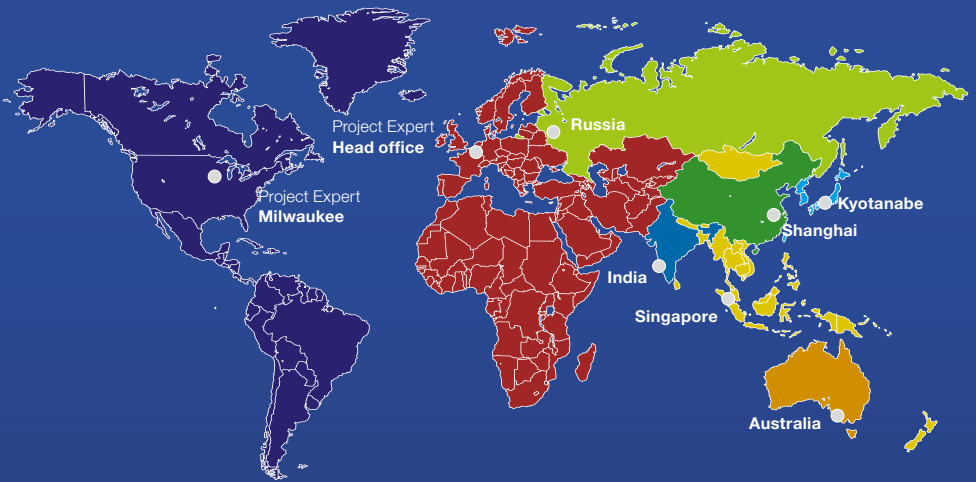 Project Expert
Head office
Russia
Project Expert
Milwaukee
Kyotanabe
Shanghai
India
Singapore
Australia